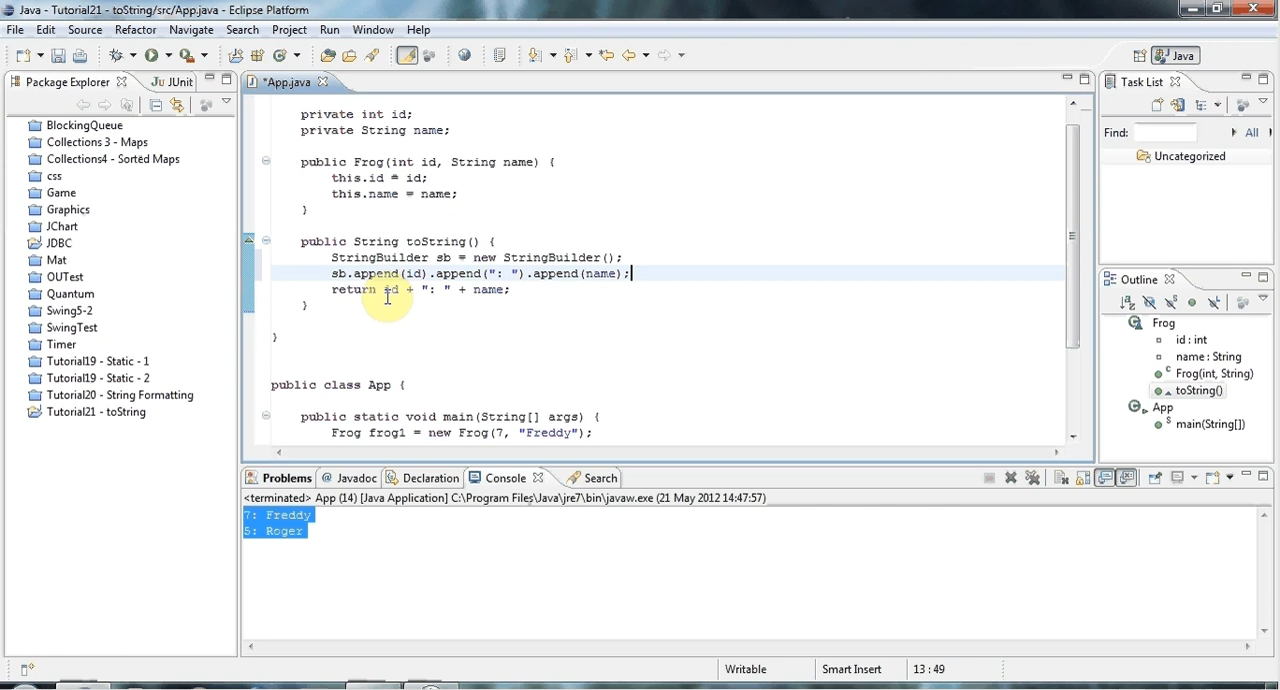 Java - Tutorial21 - toString/src/App.java - Eclipse Platform
File Edit Source Refactor Navigate Search Project Run Window Help
Java
Package Explorer Ju JUnit
*App.java
Task List
BlockingQueue
Collections 3 - Maps
Collections4 - Sorted Maps
css
Game
Graphics
JChart
JDBC
Mat
OUTest
Quantum
Swing5-2
SwingTest
Timer
Tutorial19 - Static - 1
Tutorial19 - Static - 2
Tutorial20 - String Formatting
Tutorial21 - toString
private int id;
private String name;
public Frog(int id, String name) {
this.id = id;
this.name = name;
}
public String toString() {
StringBuilder sb = new StringBuilder();
sb.append(id).append(": ").append(name);
return id + ": " + name;
}
}
public class App {
public static void main(String[] args) {
Frog frog1 = new Frog(7, "Freddy");
Find: All
Uncategorized
Outline
Frog
id : int
name : String
Frog(int, String)
toString()
App
main(String[])
Problems @ Javadoc Declaration Console Search
<terminated> App (14) [Java Application] C:\Program Files\Java\jre7\bin\javaw.exe (21 May 2012 14:47:57)
7: Freddy
5: Roger
Writable Smart Insert 13 : 49